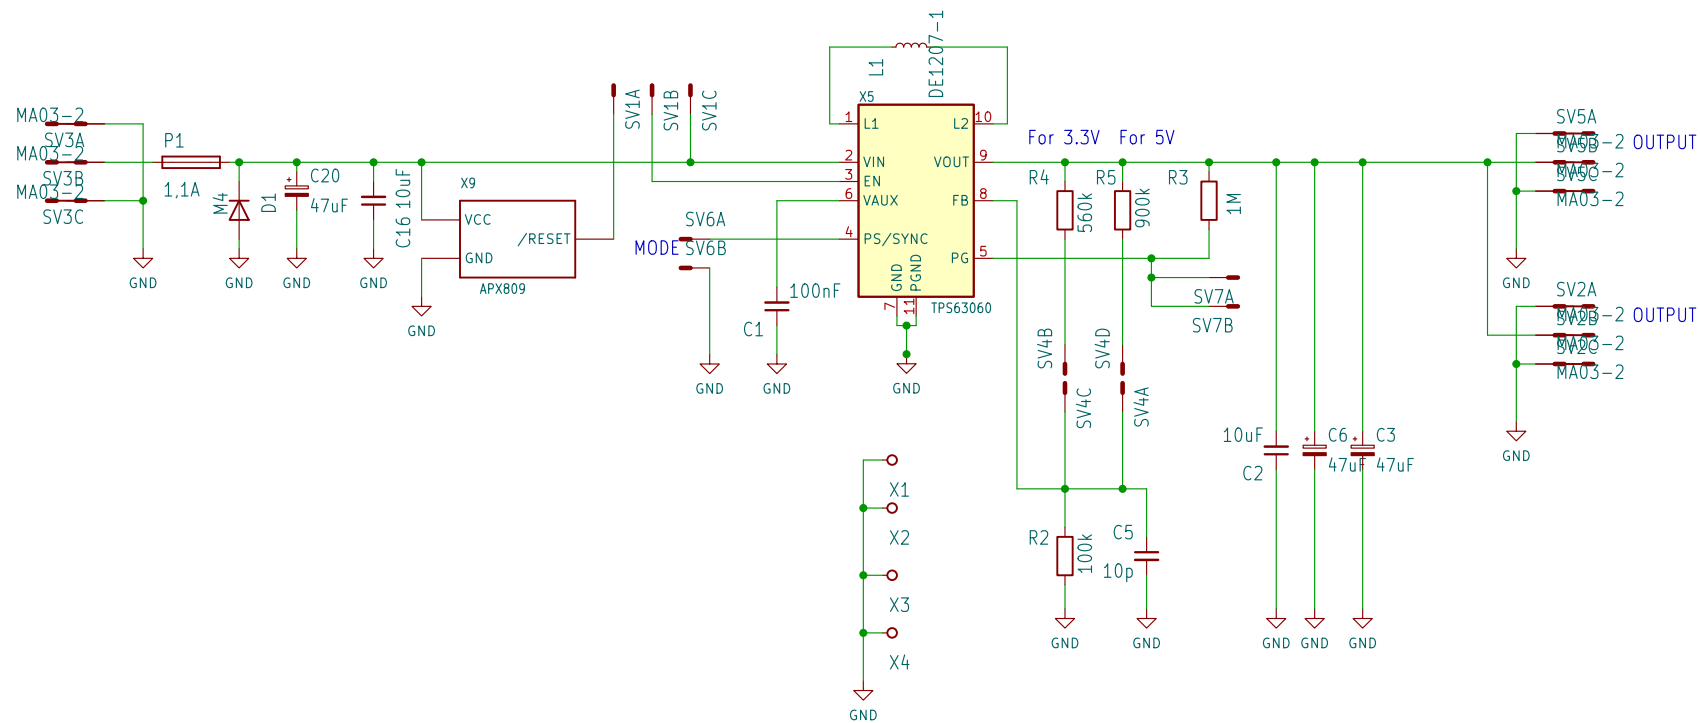 MA03-2
SV3A
MA03-2
SV3B
MA03-2
SV3C
GND
P1
1,1A
M4
D1
GND
C20
47uF
GND
C16
10uF
GND
X9
VCC
GND
/RESET
APX809
GND
SV1A
SV1B
SV1C
MODE
SV6A
SV6B
GND
C1
100nF
GND
L1
DE1207-1
X5
1
L1
2
VIN
3
EN
6
VAUX
4
PS/SYNC
L2
10
VOUT
9
FB
8
PG
5
GND
PGND
7
11
TPS63060
GND
For 3.3V
For 5V
R4
560k
R5
900k
R3
1M
SV7A
SV7B
SV4B
SV4C
SV4D
SV4A
R2
100k
GND
C5
10p
GND
10uF
C2
GND
C6
47uF
GND
C3
47uF
GND
X1
X2
X3
X4
GND
SV5A
MA03-2
OUTPUT
SV5B
MA03-2
SV5C
MA03-2
GND
SV2A
MA03-2
OUTPUT
SV2B
MA03-2
SV2C
MA03-2
GND